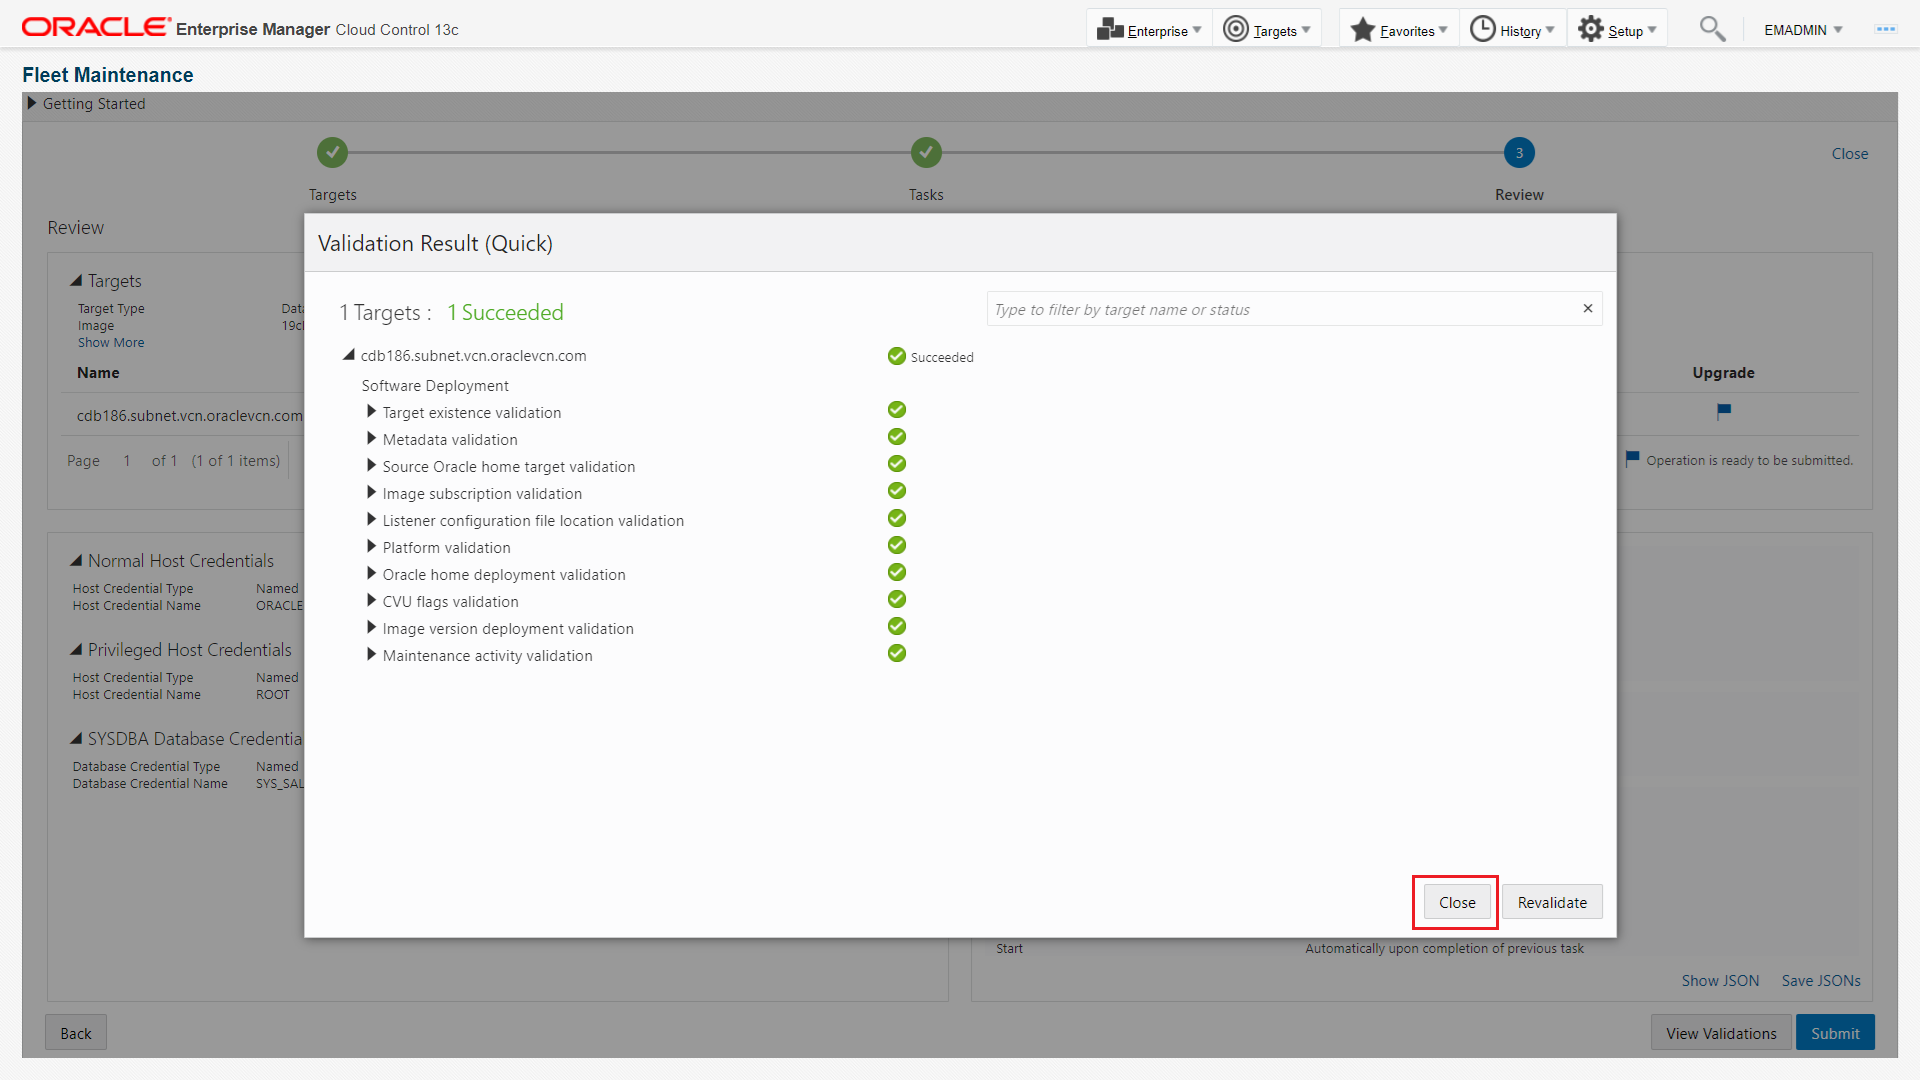 ORACLE Enterprise Manager Cloud Control 13c
Enterprise
Targets
Favorites
History
Setup
EMADMIN
Fleet Maintenance
Getting Started
3
Close
Targets
Tasks
Review
Review
Targets
Target Type
Image
Show More
Name
Upgrade
cdb186.subnet.vcn.oraclevcn.com
Page 1 of 1 (1 of 1 items)
Operation is ready to be submitted.
Normal Host Credentials
Host Credential Type Named
Host Credential Name ORACLE
Privileged Host Credentials
Host Credential Type Named
Host Credential Name ROOT
SYSDBA Database Credentia
Database Credential Type Named
Database Credential Name SYS_SAL
Validation Result (Quick)
1 Targets : 1 Succeeded
Type to filter by target name or status
cdb186.subnet.vcn.oraclevcn.com Succeeded
Software Deployment
Target existence validation
Metadata validation
Source Oracle home target validation
Image subscription validation
Listener configuration file location validation
Platform validation
Oracle home deployment validation
CVU flags validation
Image version deployment validation
Maintenance activity validation
Close
Revalidate
Start Automatically upon completion of previous task
Show JSON
Save JSONs
Back
View Validations
Submit